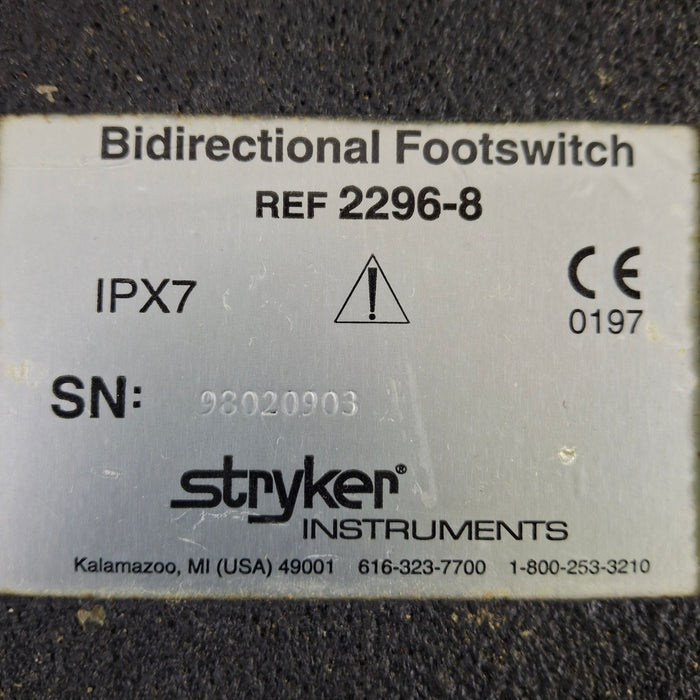 Bidirectional Footswitch
REF 2296-8
IPX7
CE
0197
SN: 98020903
stryker®
INSTRUMENTS
Kalamazoo, MI (USA) 49001 616-323-7700 1-800-253-3210